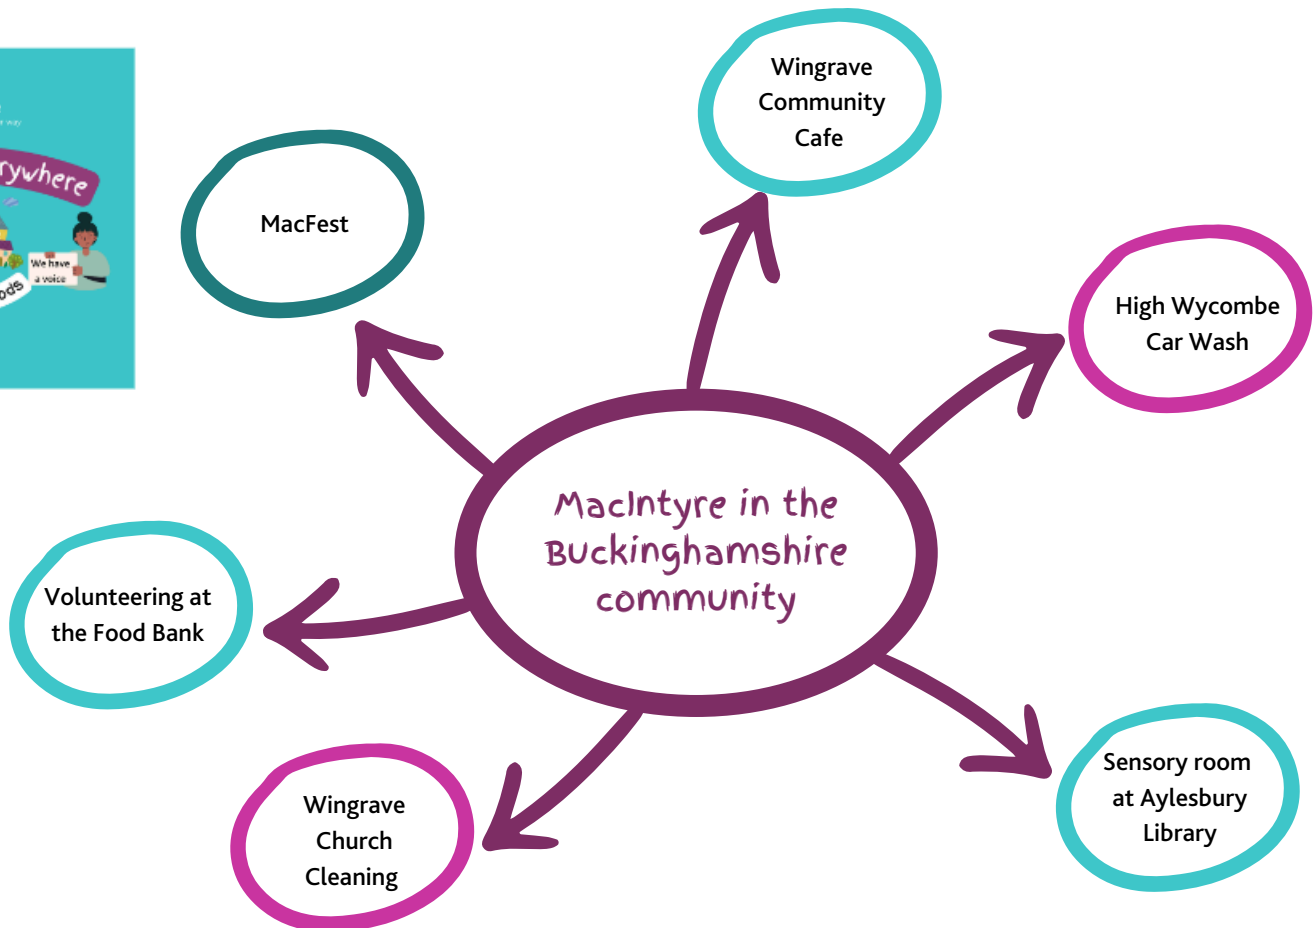 rywhere
We have
a voice
ods
MacFest
Wingrave
Community
Cafe
High Wycombe
Car Wash
MacIntyre in the
Buckinghamshire
community
Volunteering at
the Food Bank
Wingrave
Church
Cleaning
Sensory room
at Aylesbury
Library